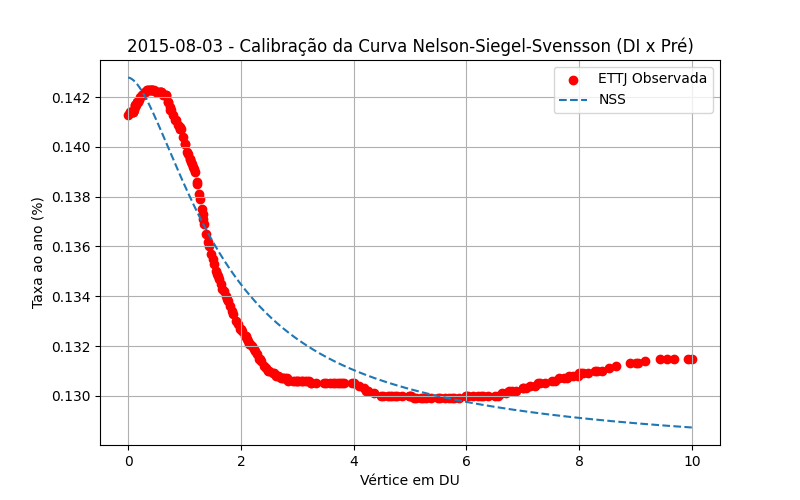 2015-08-03 - Calibração da Curva Nelson-Siegel-Svensson (DI x Pré)
ETTJ Observada
NSS
Taxa ao ano (%)
0.142
0.140
0.138
0.136
0.134
0.132
0.130
0
2
4
6
8
10
Vértice em DU